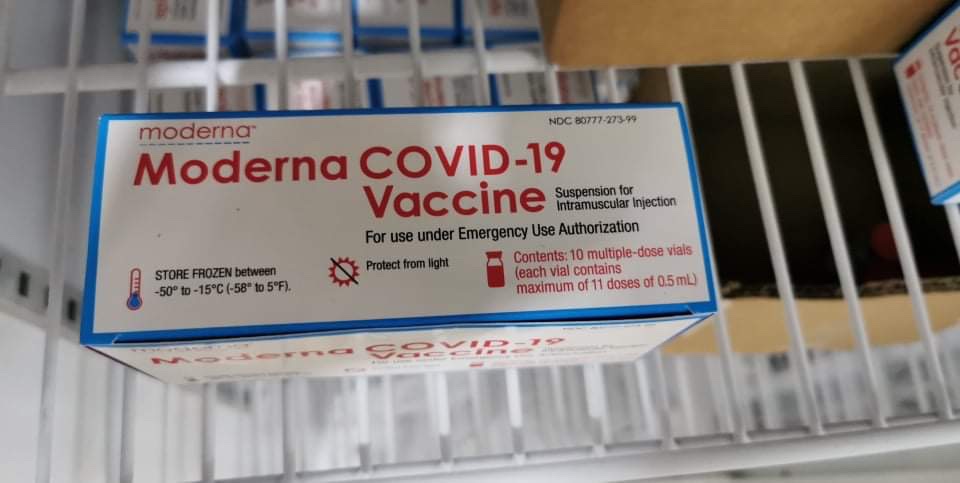 moderna™
NDC 80777-273-99
Moderna COVID-19
Vaccine
Suspension for
Intramuscular Injection
For use under Emergency Use Authorization
STORE FROZEN between
-50° to -15°C (-58° to 5°F).
Protect from light
Contents: 10 multiple-dose vials
(each vial contains
maximum of 11 doses of 0.5 mL)
moderna
Moderna COVID-19
Vaccine